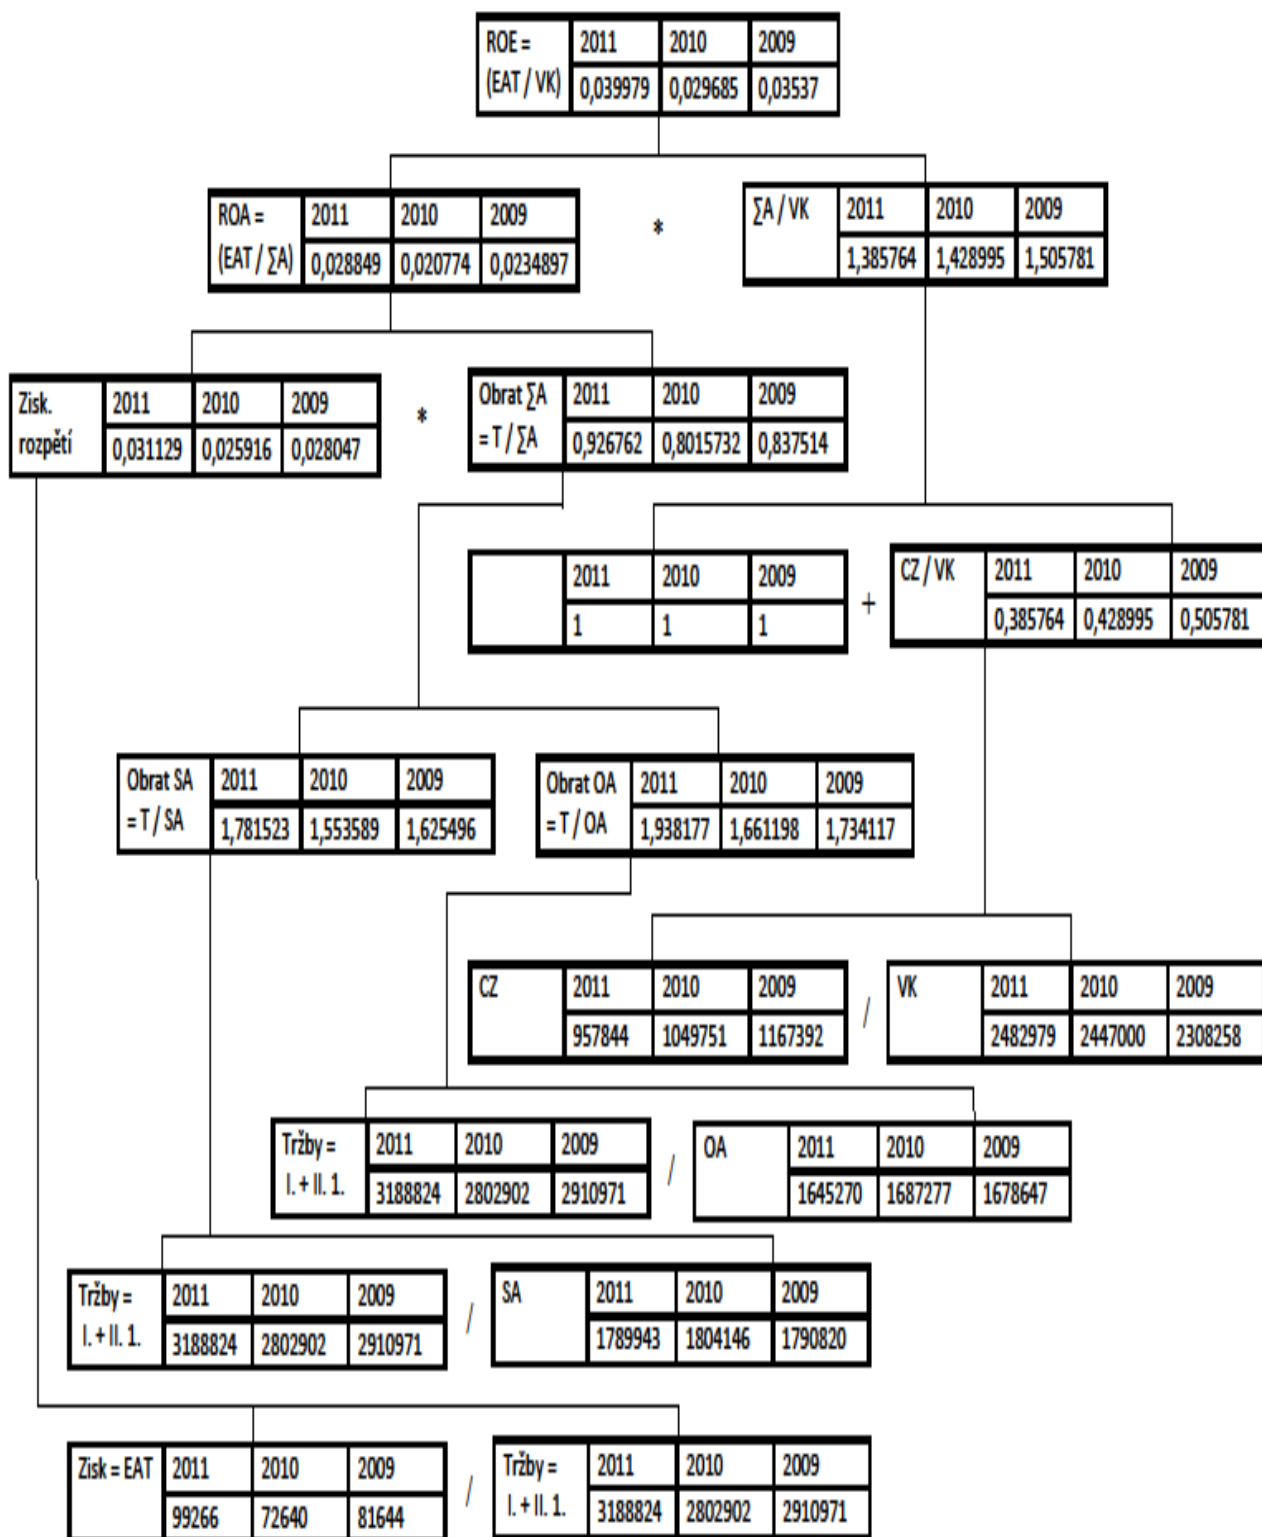 ROE = 2011 2010 2009
(EAT / VK) 0,039979 0,029685 0,03537
ROA = 2011 2010 2009
(EAT / ∑A) 0,028849 0,020774 0,0234897
*
∑A / VK 2011 2010 2009
1,385764 1,428995 1,505781
Zisk. 2011 2010 2009
rozpětí 0,031129 0,025916 0,028047
*
Obrat ∑A 2011 2010 2009
= T / ∑A 0,926762 0,8015732 0,837514
2011 2010 2009
1 1 1
+
CZ / VK 2011 2010 2009
0,385764 0,428995 0,505781
Obrat SA 2011 2010 2009
= T / SA 1,781523 1,553589 1,625496
Obrat OA 2011 2010 2009
= T / OA 1,938177 1,661198 1,734117
CZ 2011 2010 2009
957844 1049751 1167392
/
VK 2011 2010 2009
2482979 2447000 2308258
Tržby = 2011 2010 2009
I. + II. 1. 3188824 2802902 2910971
/
OA 2011 2010 2009
1645270 1687277 1678647
Tržby = 2011 2010 2009
I. + II. 1. 3188824 2802902 2910971
/
SA 2011 2010 2009
1789943 1804146 1790820
Zisk = EAT 2011 2010 2009
99266 72640 81644
/
Tržby = 2011 2010 2009
I. + II. 1. 3188824 2802902 2910971